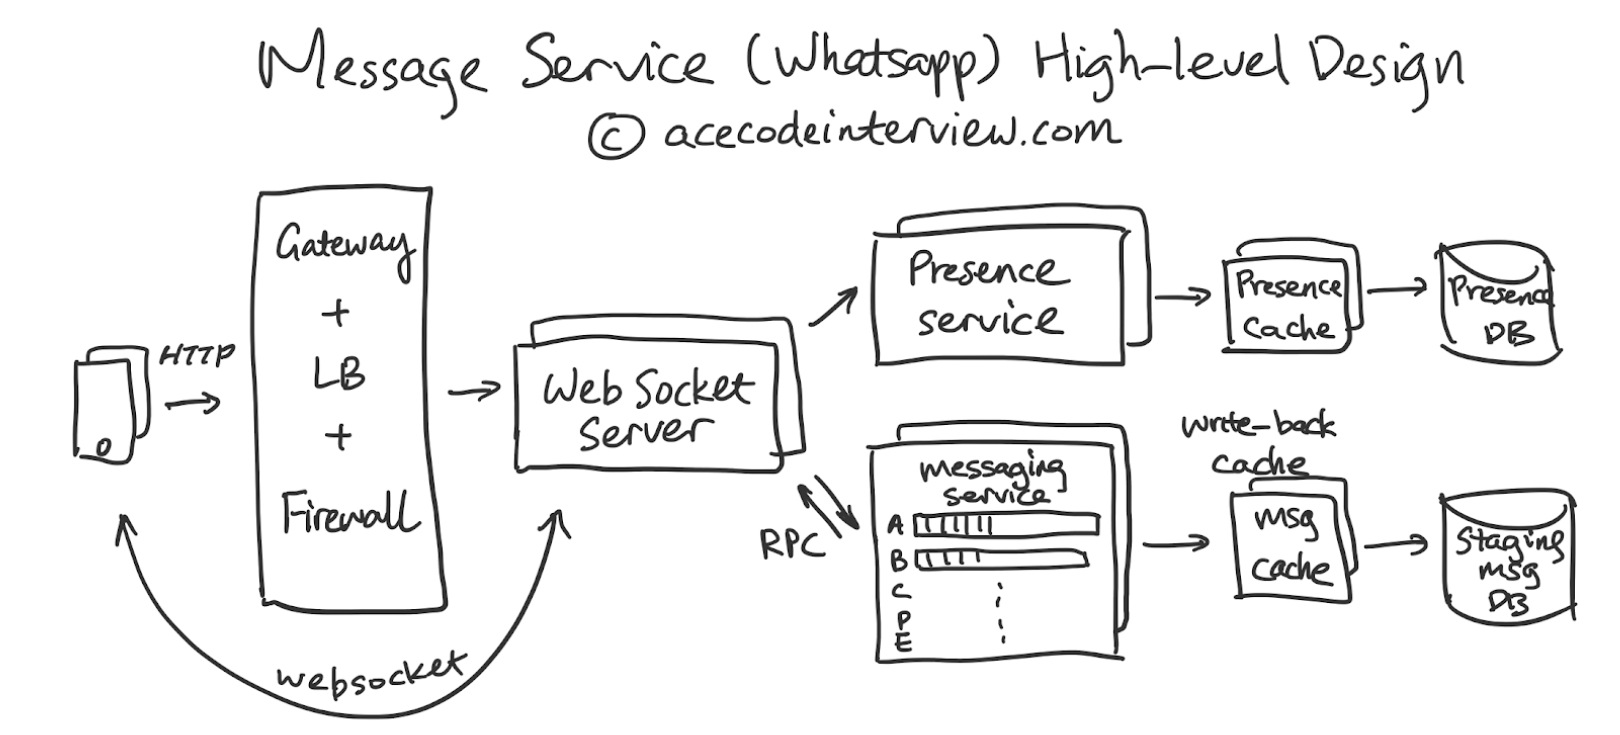 Message Service (Whatsapp) High-level Design
© acecodeinterview.com
Gateway
+
LB
+
Firewall
HTTP
Web Socket
Server
websocket
Presence
service
Presence
Cache
Presence
DB
RPC
messaging
service
A
B
C
P
E
write-back
cache
msg
cache
Staging
msg
DB